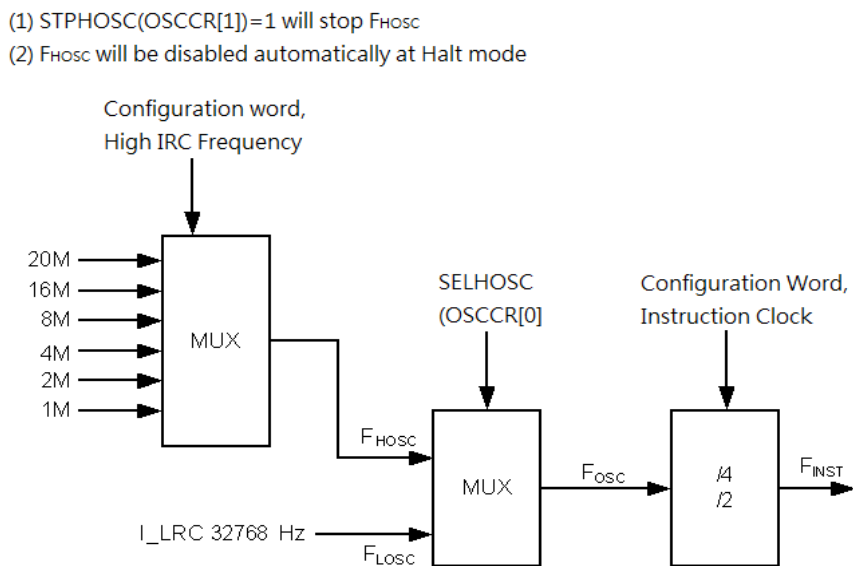 (1) STPHOSC(OSCCR[1])=1 will stop FHOSC
(2) FHOSC will be disabled automatically at Halt mode
Configuration word,
High IRC Frequency
20M
16M
8M
4M
2M
1M
MUX
SELHOSC
(OSCCR[0]
Configuration Word,
Instruction Clock
FHOSC
MUX
FOSC
/4
/2
FINST
I_LRC 32768 Hz
FLOSC